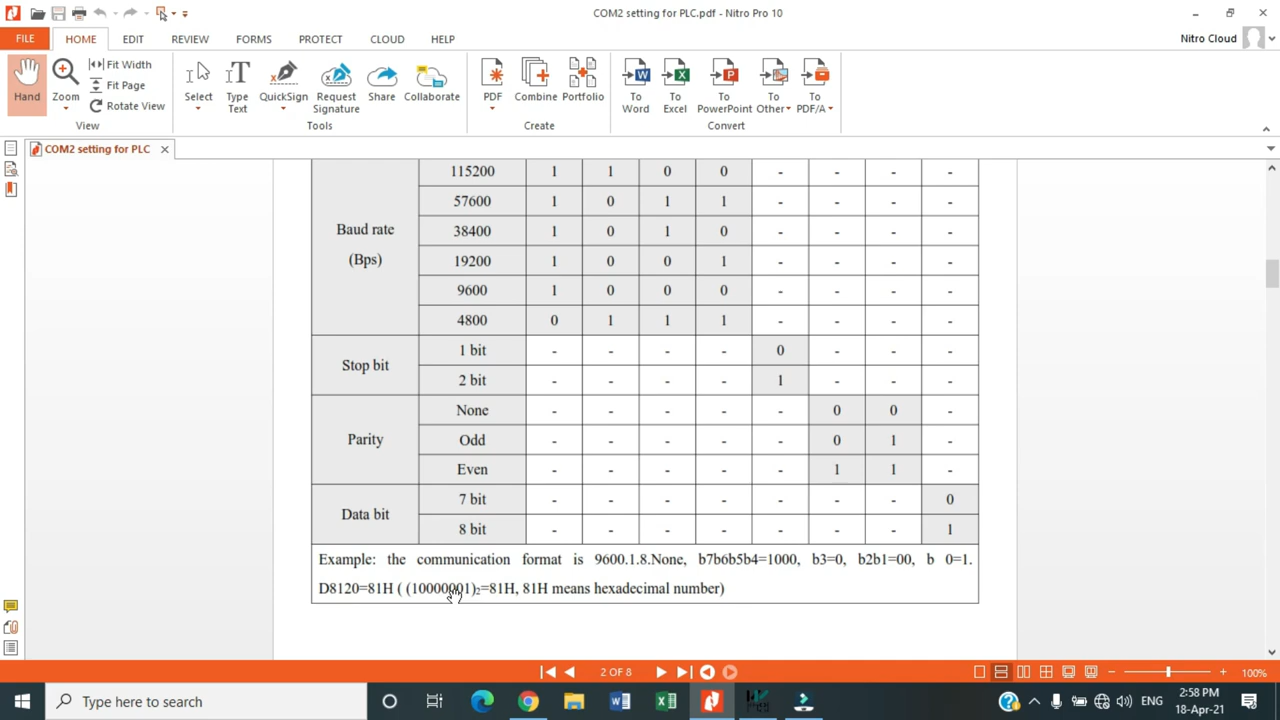 COM2 setting for PLC.pdf - Nitro Pro 10
FILE HOME EDIT REVIEW FORMS PROTECT CLOUD HELP Nitro Cloud
Hand
Zoom
Fit Width
Fit Page
Rotate View
View
Select
Type Text
QuickSign
Request Signature
Share
Collaborate
Tools
PDF
Combine
Portfolio
Create
To Word
To Excel
To PowerPoint
To Other
To PDF/A
Convert
COM2 setting for PLC
Baud rate (Bps)
115200 1 1 0 0 - - - -
57600 1 0 1 1 - - - -
38400 1 0 1 0 - - - -
19200 1 0 0 1 - - - -
9600 1 0 0 0 - - - -
4800 0 1 1 1 - - - -
Stop bit
1 bit - - - - 0 - - -
2 bit - - - - 1 - - -
Parity
None - - - - - 0 0 -
Odd - - - - - 0 1 -
Even - - - - - 1 1 -
Data bit
7 bit - - - - - - - 0
8 bit - - - - - - - 1
Example: the communication format is 9600.1.8.None, b7b6b5b4=1000, b3=0, b2b1=00, b 0=1.
D8120=81H ( (10000001)2=81H, 81H means hexadecimal number)
2 OF 8
100%
Type here to search
ENG
2:58 PM
18-Apr-21